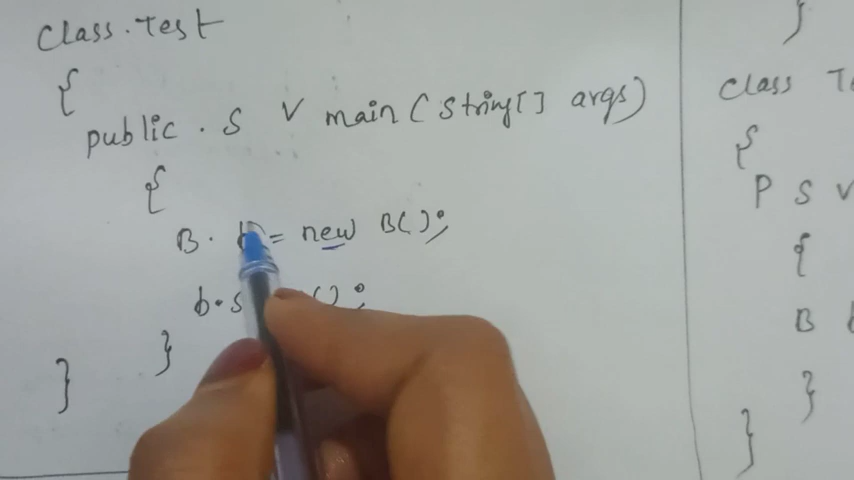 Class. Test
{
public. S V main (String[] args)
{
B. = new B();
b.s ();
}
}
}
Class
{
P S V
{
B
}
}